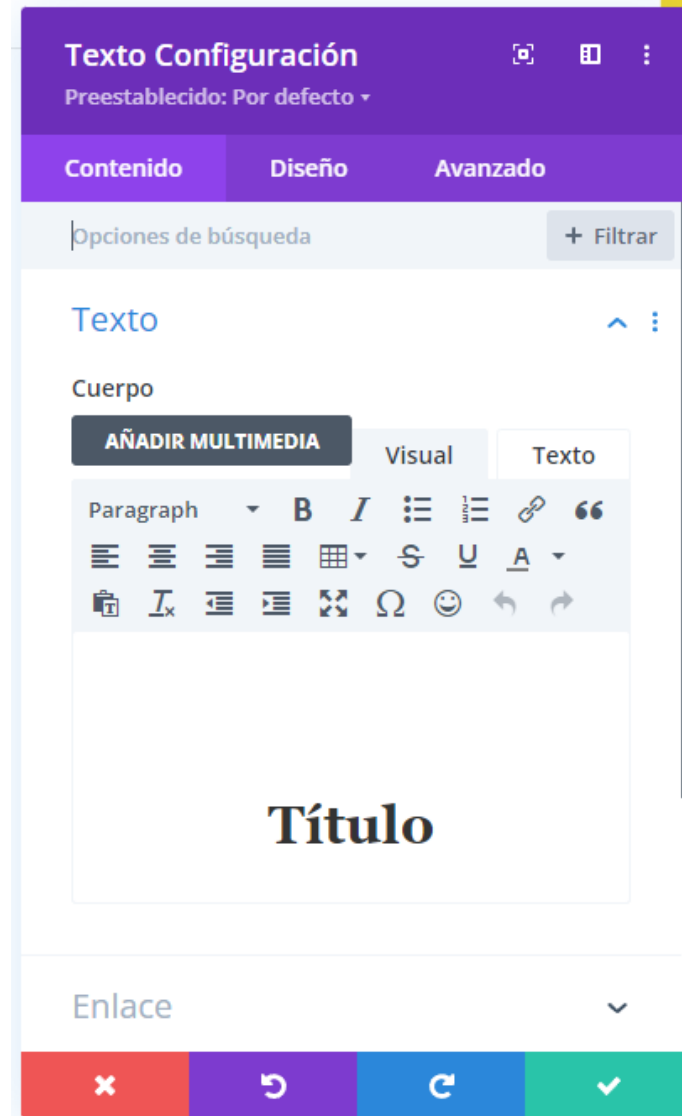 Texto Configuración
Preestablecido: Por defecto
Contenido Diseño Avanzado
Opciones de búsqueda + Filtrar
Texto
Cuerpo
AÑADIR MULTIMEDIA Visual Texto
Paragraph
Título
Enlace